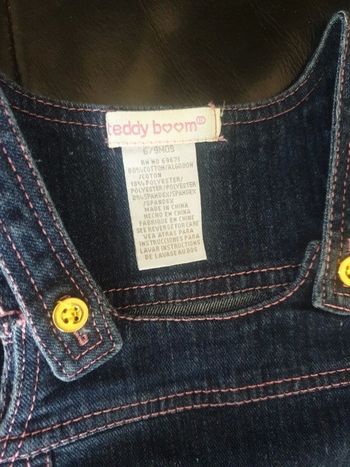 teddy boom®
6/9MOS
RN NO 69671
80%COTTON/ALGODON
/COTON
18%POLYESTER/
POLYESTER/POLYESTER
2%SPANDEX/SPANDEX
/SPANDEX
MADE IN CHINA
HECHO EN CHINA
FABRIQUE EN CHINE
SEE REVERSE FOR CARE
VEA ATRAS PARA
INSTRUCCIONES PARA
LAVAR INSTRUCTIONS
DE LAVAGE AU DOS